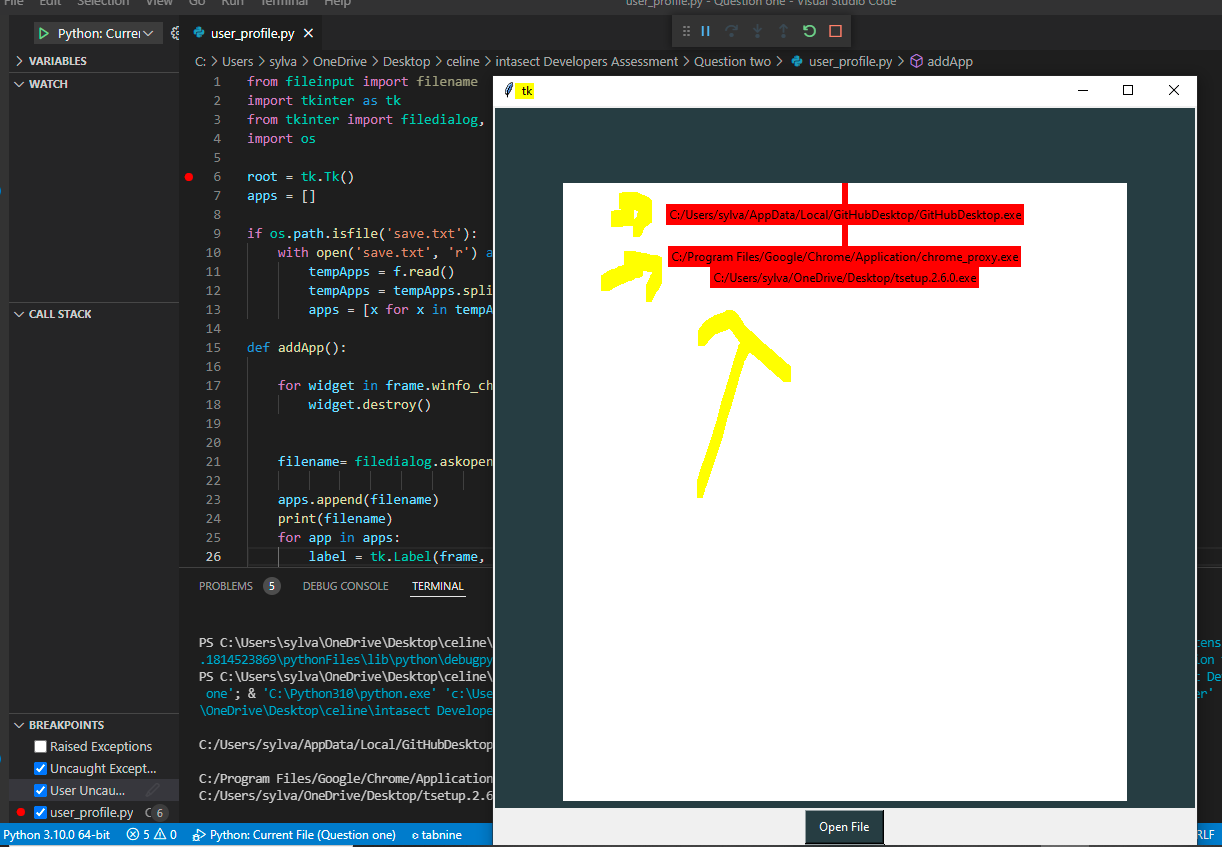 File Edit Selection View Go Run Terminal Help user_profile.py - Question one - Visual Studio Code
Python: Currer user_profile.py
VARIABLES
C: > Users > sylva > OneDrive > Desktop > celine > intasect Developers Assessment > Question two > user_profile.py > addApp
WATCH
CALL STACK
1 from fileinput import filename
2 import tkinter as tk
3 from tkinter import filedialog,
4 import os
5
6 root = tk.Tk()
7 apps = []
8
9 if os.path.isfile('save.txt'):
10 with open('save.txt', 'r') a
11 tempApps = f.read()
12 tempApps = tempApps.spli
13 apps = [x for x in tempA
14
15 def addApp():
16
17 for widget in frame.winfo_ch
18 widget.destroy()
19
20
21 filename= filedialog.askopen
22
23 apps.append(filename)
24 print(filename)
25 for app in apps:
26 label = tk.Label(frame,
tk
C:/Users/sylva/AppData/Local/GitHubDesktop/GitHubDesktop.exe
C:/Program Files/Google/Chrome/Application/chrome_proxy.exe
C:/Users/sylva/OneDrive/Desktop/tsetup.2.6.0.exe
Open File
PROBLEMS 5 DEBUG CONSOLE TERMINAL
PS C:\Users\sylva\OneDrive\Desktop\celine\ tens
.1814523869\pythonFiles\lib\python\debugpy ion
PS C:\Users\sylva\OneDrive\Desktop\celine\ t De
one'; & 'C:\Python310\python.exe' 'c:\Use er'
\OneDrive\Desktop\celine\intasect Develope
C:/Users/sylva/AppData/Local/GitHubDesktop
C:/Program Files/Google/Chrome/Application
C:/Users/sylva/OneDrive/Desktop/tsetup.2.6
BREAKPOINTS
Raised Exceptions
Uncaught Except...
User Uncau...
user_profile.py C 6
Python 3.10.0 64-bit 5 0 Python: Current File (Question one) tabnine RLF